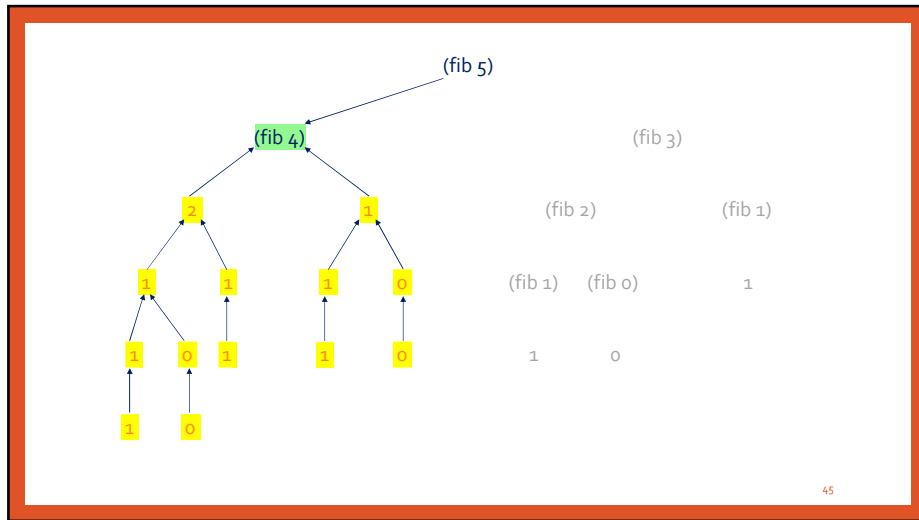 (fib 5)
(fib 4) (fib 3)
2 1 (fib 2) (fib 1)
1 1 1 0 (fib 1) (fib 0) 1
1 0 1 1 0 1 0
1 0
45